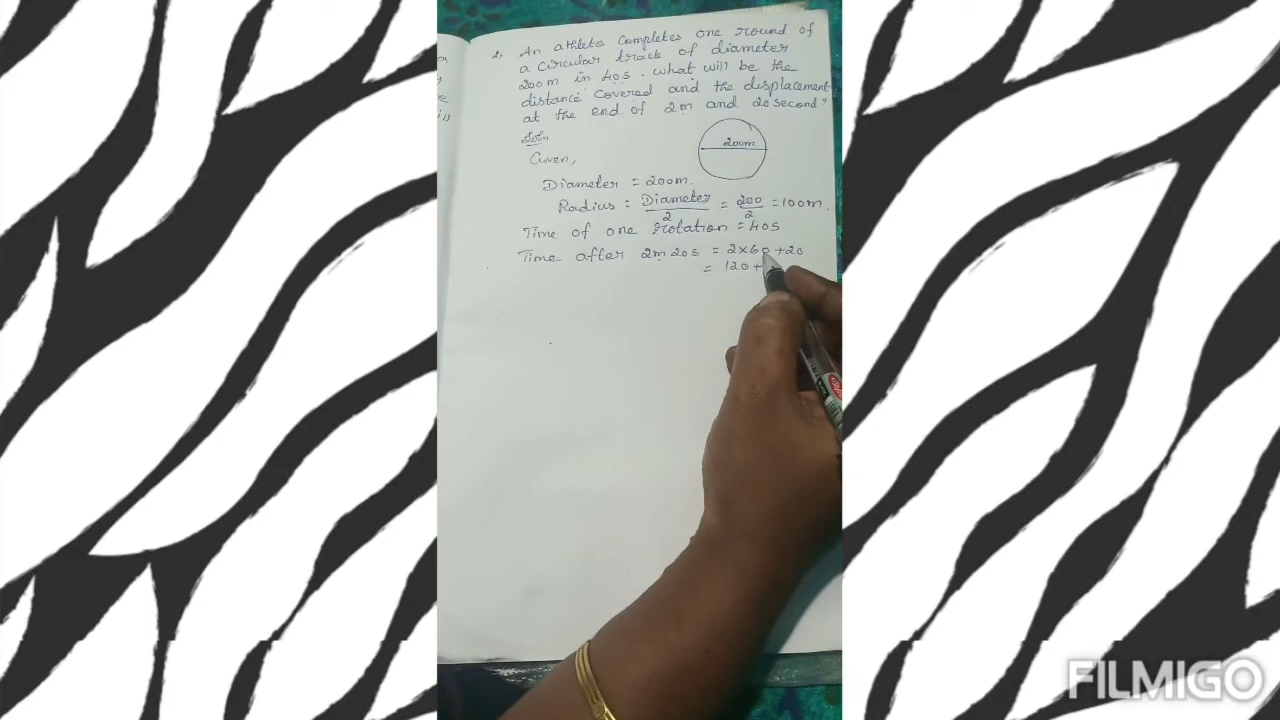 2. An athlete completes one round of
a circular track of diameter
200m in 40s. what will be the
distance covered and the displacement
at the end of 2m and 20 second?
Soln
Given,
200m
Diameter = 200m.
Radius = Diameter/2 = 200/2 = 100m.
Time of one rotation = 40s
Time after 2m 20s = 2×60+20
= 120+
FILMIGO